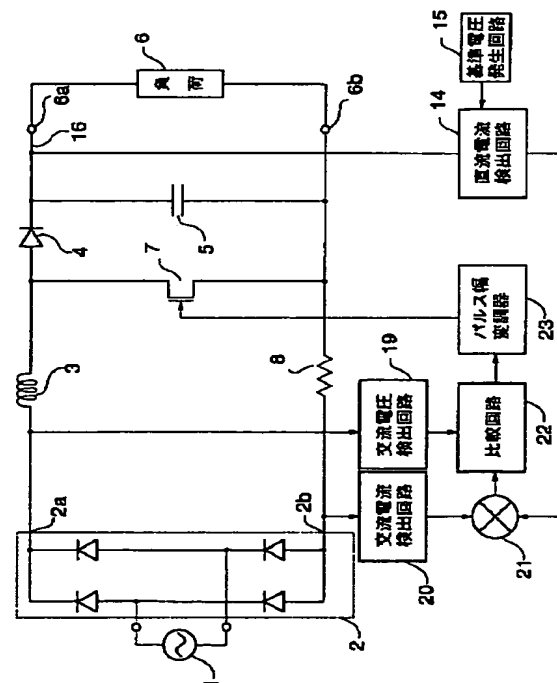 3
4
16
6a
2a
7
5
6
負荷
1
2
2b
8
6b
20
交流電流
検出回路
19
交流電圧
検出回路
21
22
比較回路
23
パルス幅
変調器
14
直流電流
検出回路
15
基準電圧
発生回路